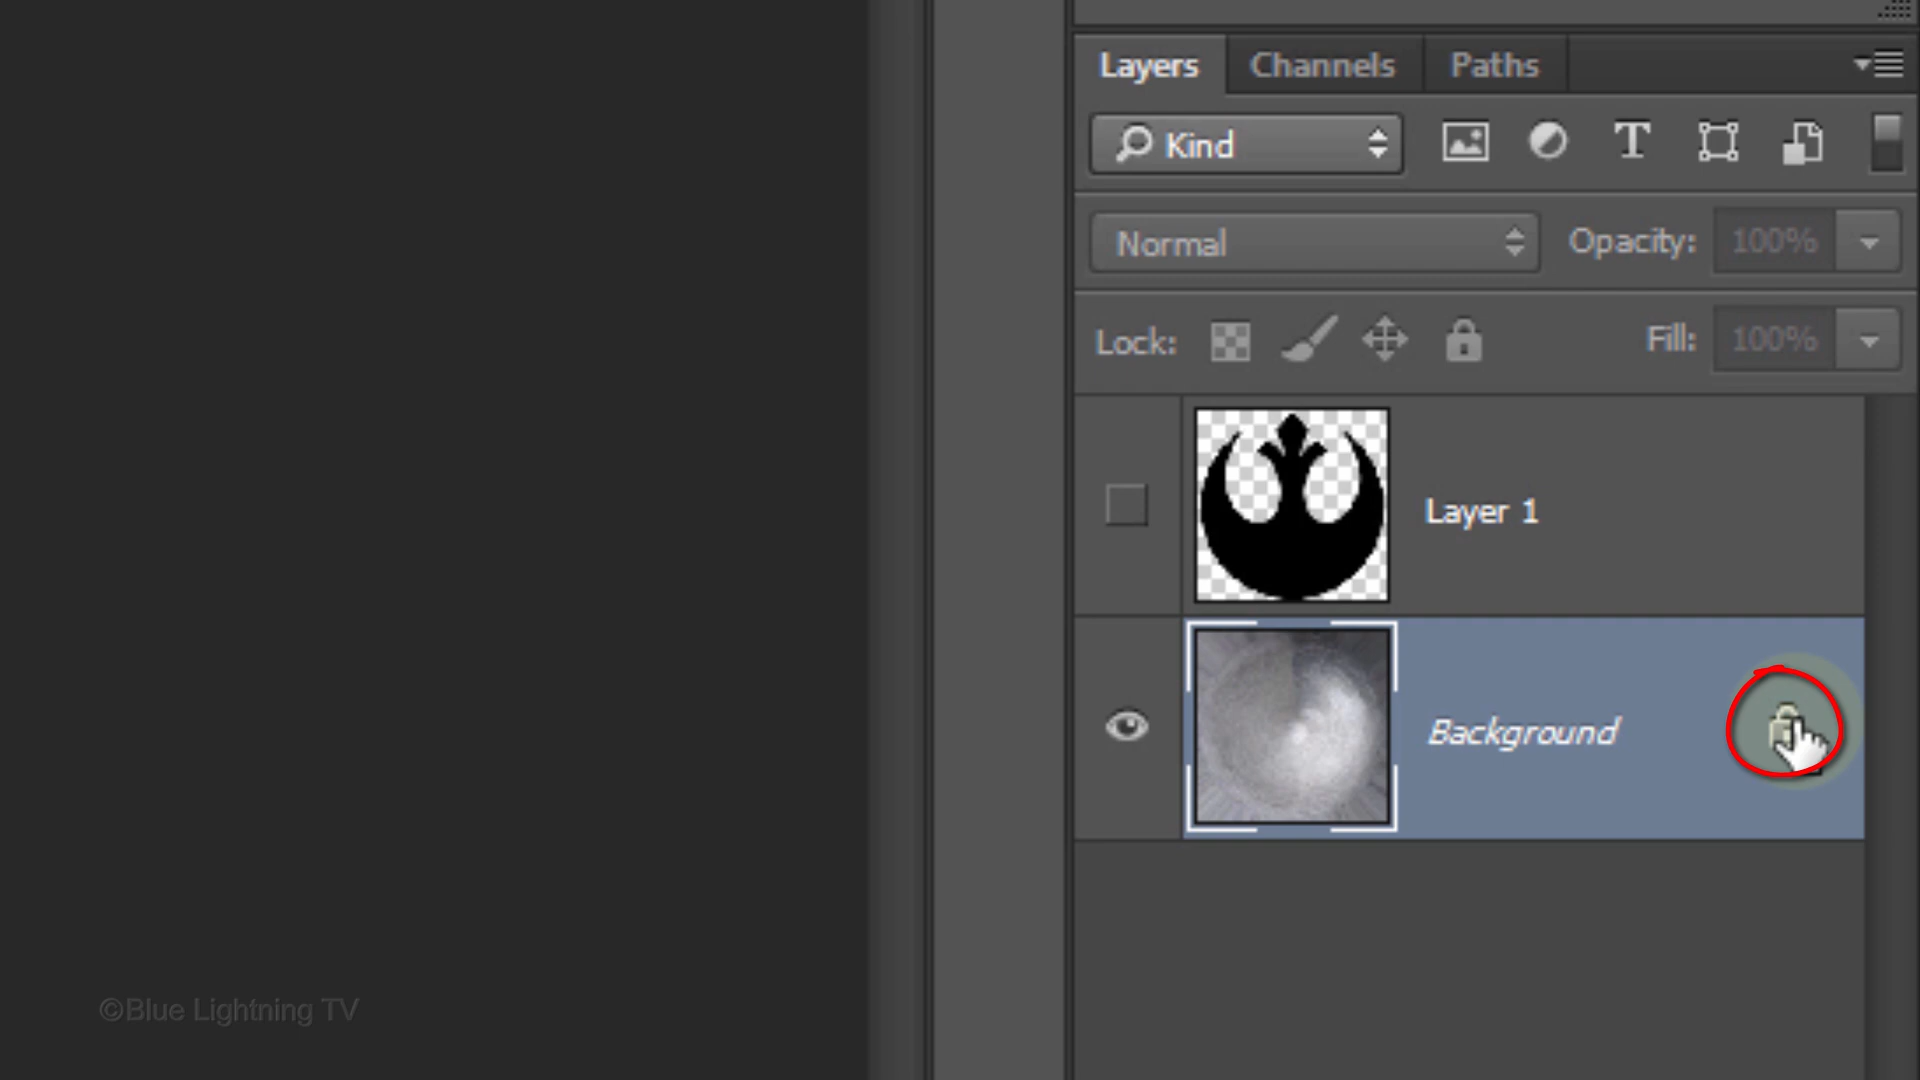 Layers Channels Paths
Kind
Normal Opacity: 100%
Lock: Fill: 100%
Layer 1
Background
©Blue Lightning TV